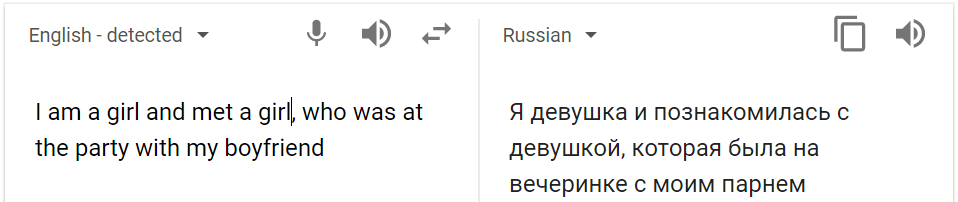 English - detected
Russian
I am a girl and met a girl, who was at
the party with my boyfriend
Я девушка и познакомилась с
девушкой, которая была на
вечеринке с моим парнем